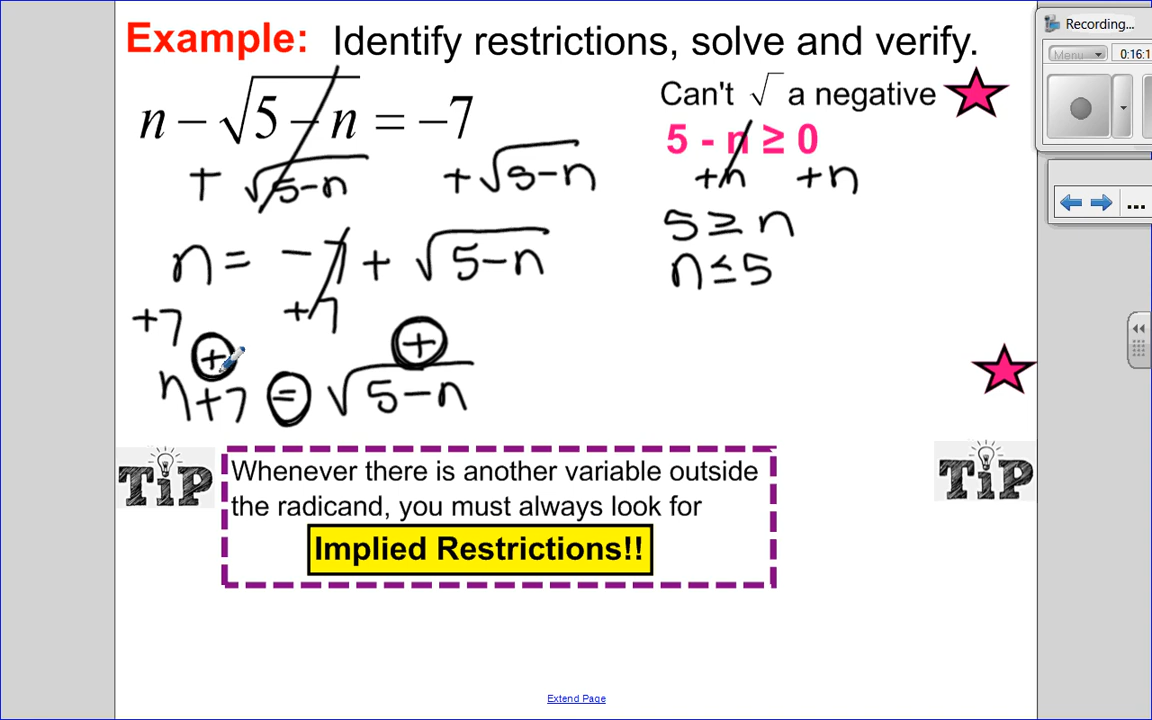 Example: Identify restrictions, solve and verify.
n − √5 − n = −7
+ √5-n + √5-n
n = -7 + √5-n
+7 +7
+ +
n+7 = √5-n
Can't √ a negative
5 - n ≥ 0
+n +n
5 ≥ n
n ≤ 5
TiP
Whenever there is another variable outside
the radicand, you must always look for
Implied Restrictions!!
TiP
Extend Page
Recording...
Menu
0:16:1
...